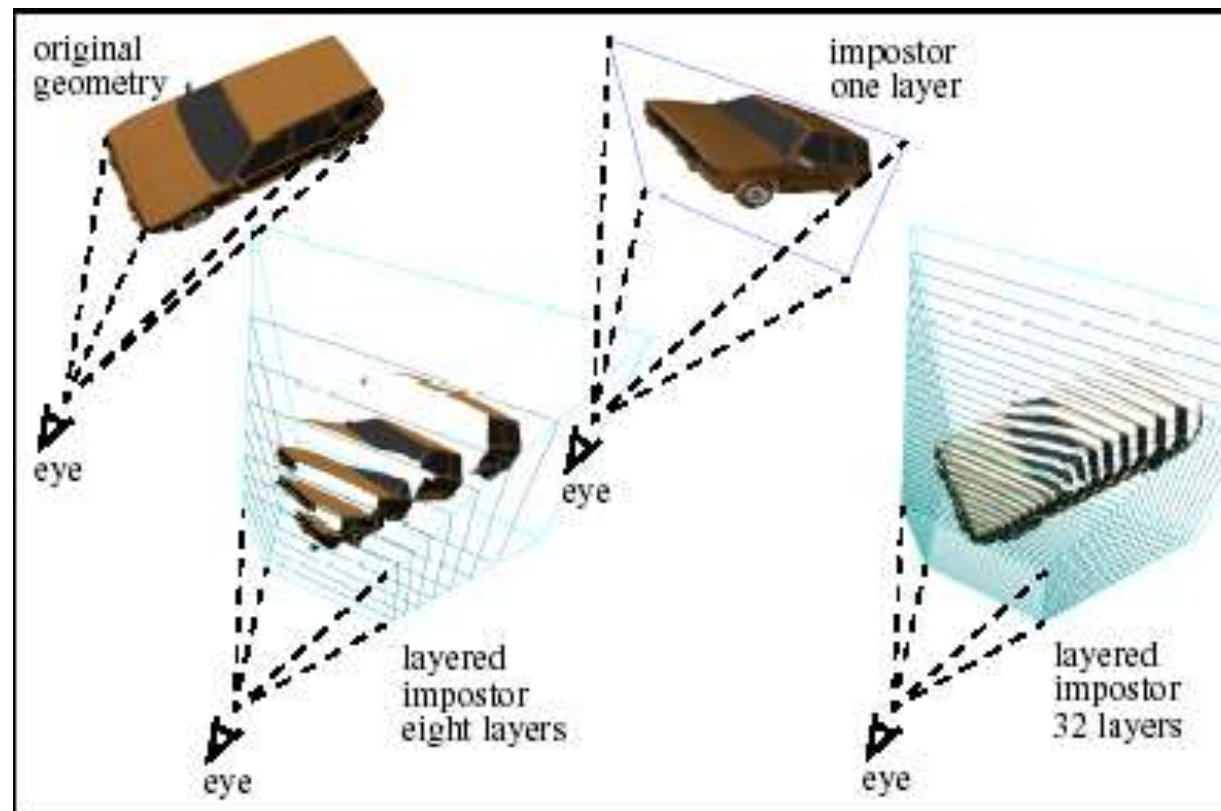 original
geometry
impostor
one layer
eye
eye
layered
impostor
eight layers
eye
layered
impostor
32 layers
eye